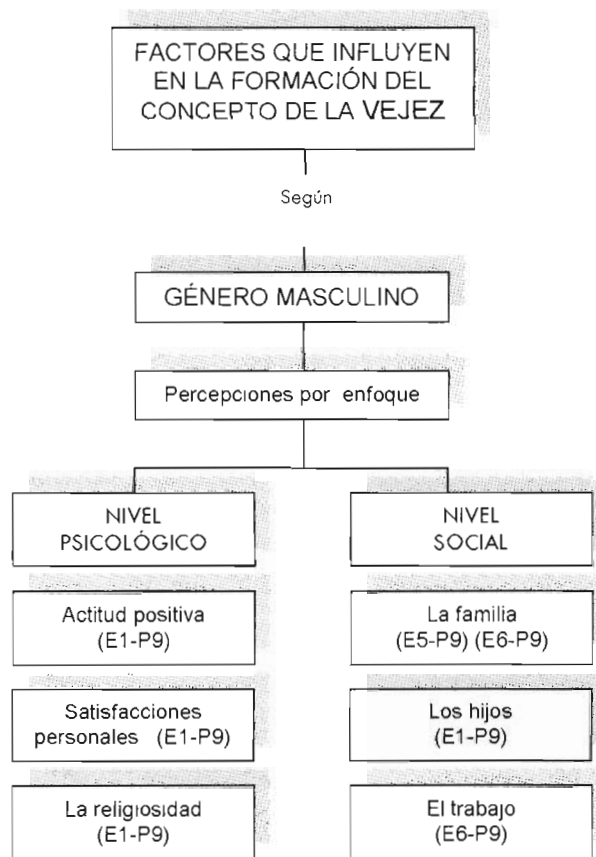 FACTORES QUE INFLUYEN
EN LA FORMACIÓN DEL
CONCEPTO DE LA VEJEZ
Según
GÉNERO MASCULINO
Percepciones por enfoque
NIVEL
PSICOLÓGICO
Actitud positiva
(E1-P9)
Satisfacciones
personales (E1-P9)
La religiosidad
(E1-P9)
NIVEL
SOCIAL
La familia
(E5-P9) (E6-P9)
Los hijos
(E1-P9)
El trabajo
(E6-P9)